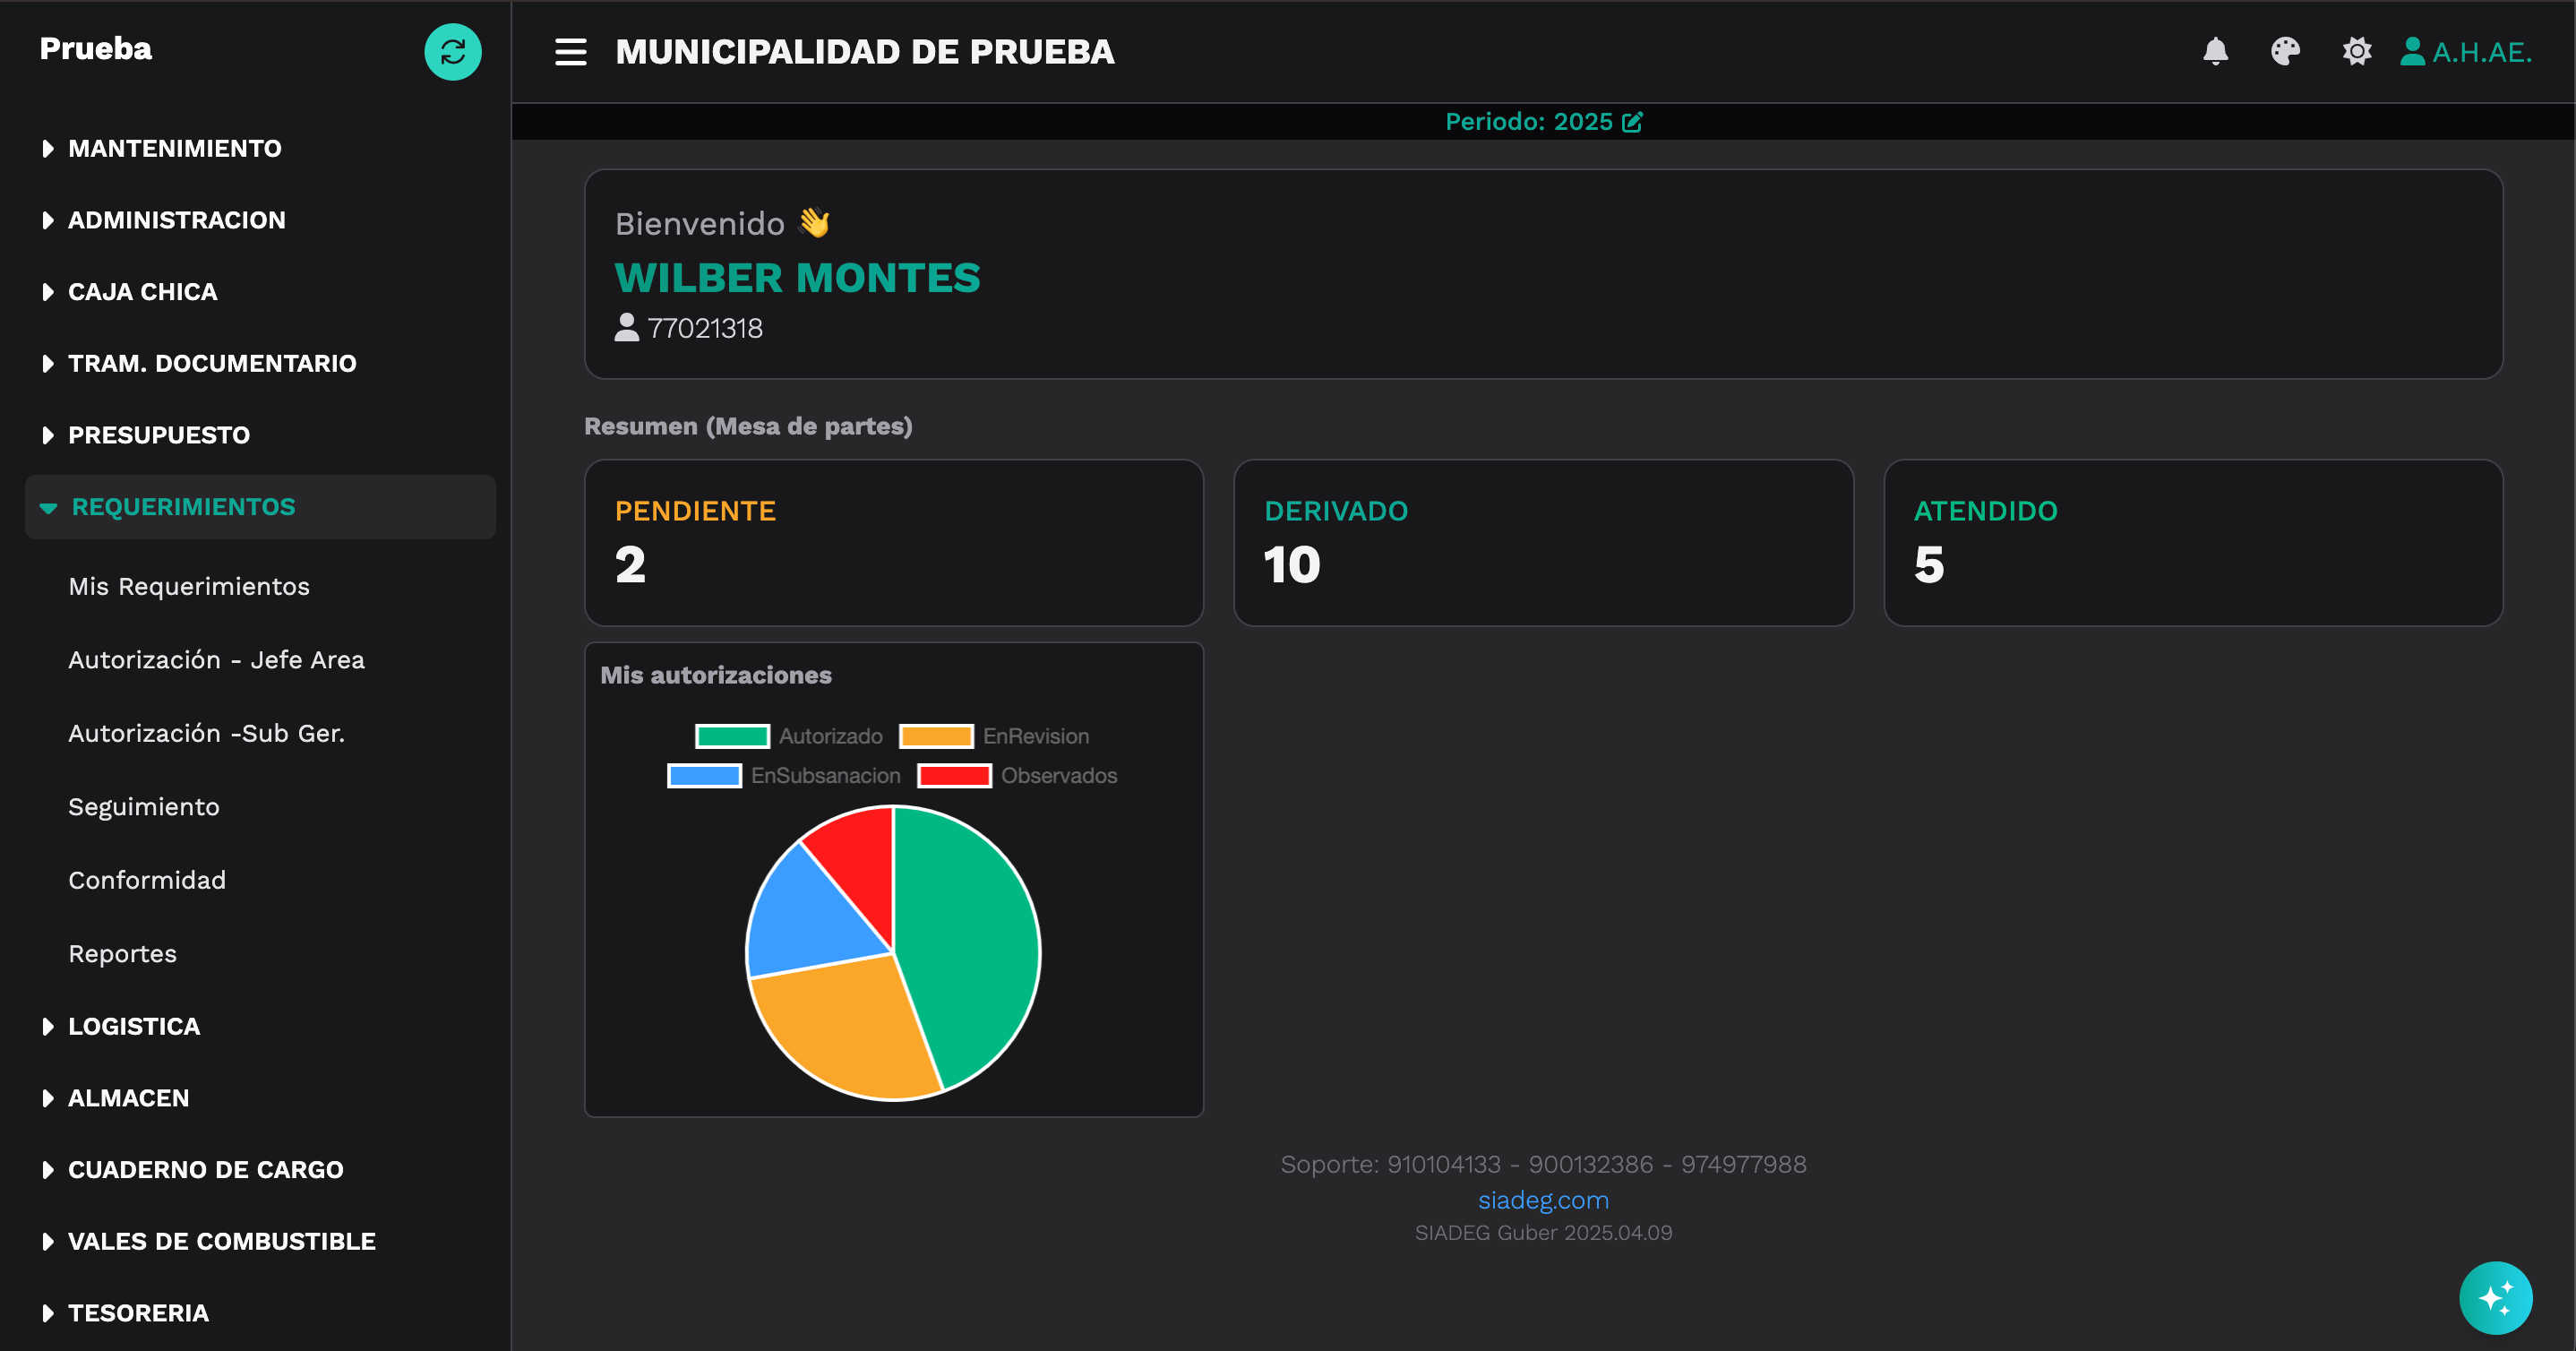 Prueba
MANTENIMIENTO
ADMINISTRACION
CAJA CHICA
TRAM. DOCUMENTARIO
PRESUPUESTO
REQUERIMIENTOS
Mis Requerimientos
Autorización - Jefe Area
Autorización -Sub Ger.
Seguimiento
Conformidad
Reportes
LOGISTICA
ALMACEN
CUADERNO DE CARGO
VALES DE COMBUSTIBLE
TESORERIA
MUNICIPALIDAD DE PRUEBA
A.H.AE.
Periodo: 2025
Bienvenido 👋
WILBER MONTES
77021318
Resumen (Mesa de partes)
PENDIENTE
2
DERIVADO
10
ATENDIDO
5
Mis autorizaciones
Autorizado EnRevision
EnSubsanacion Observados
Soporte: 910104133 - 900132386 - 974977988
siadeg.com
SIADEG Guber 2025.04.09